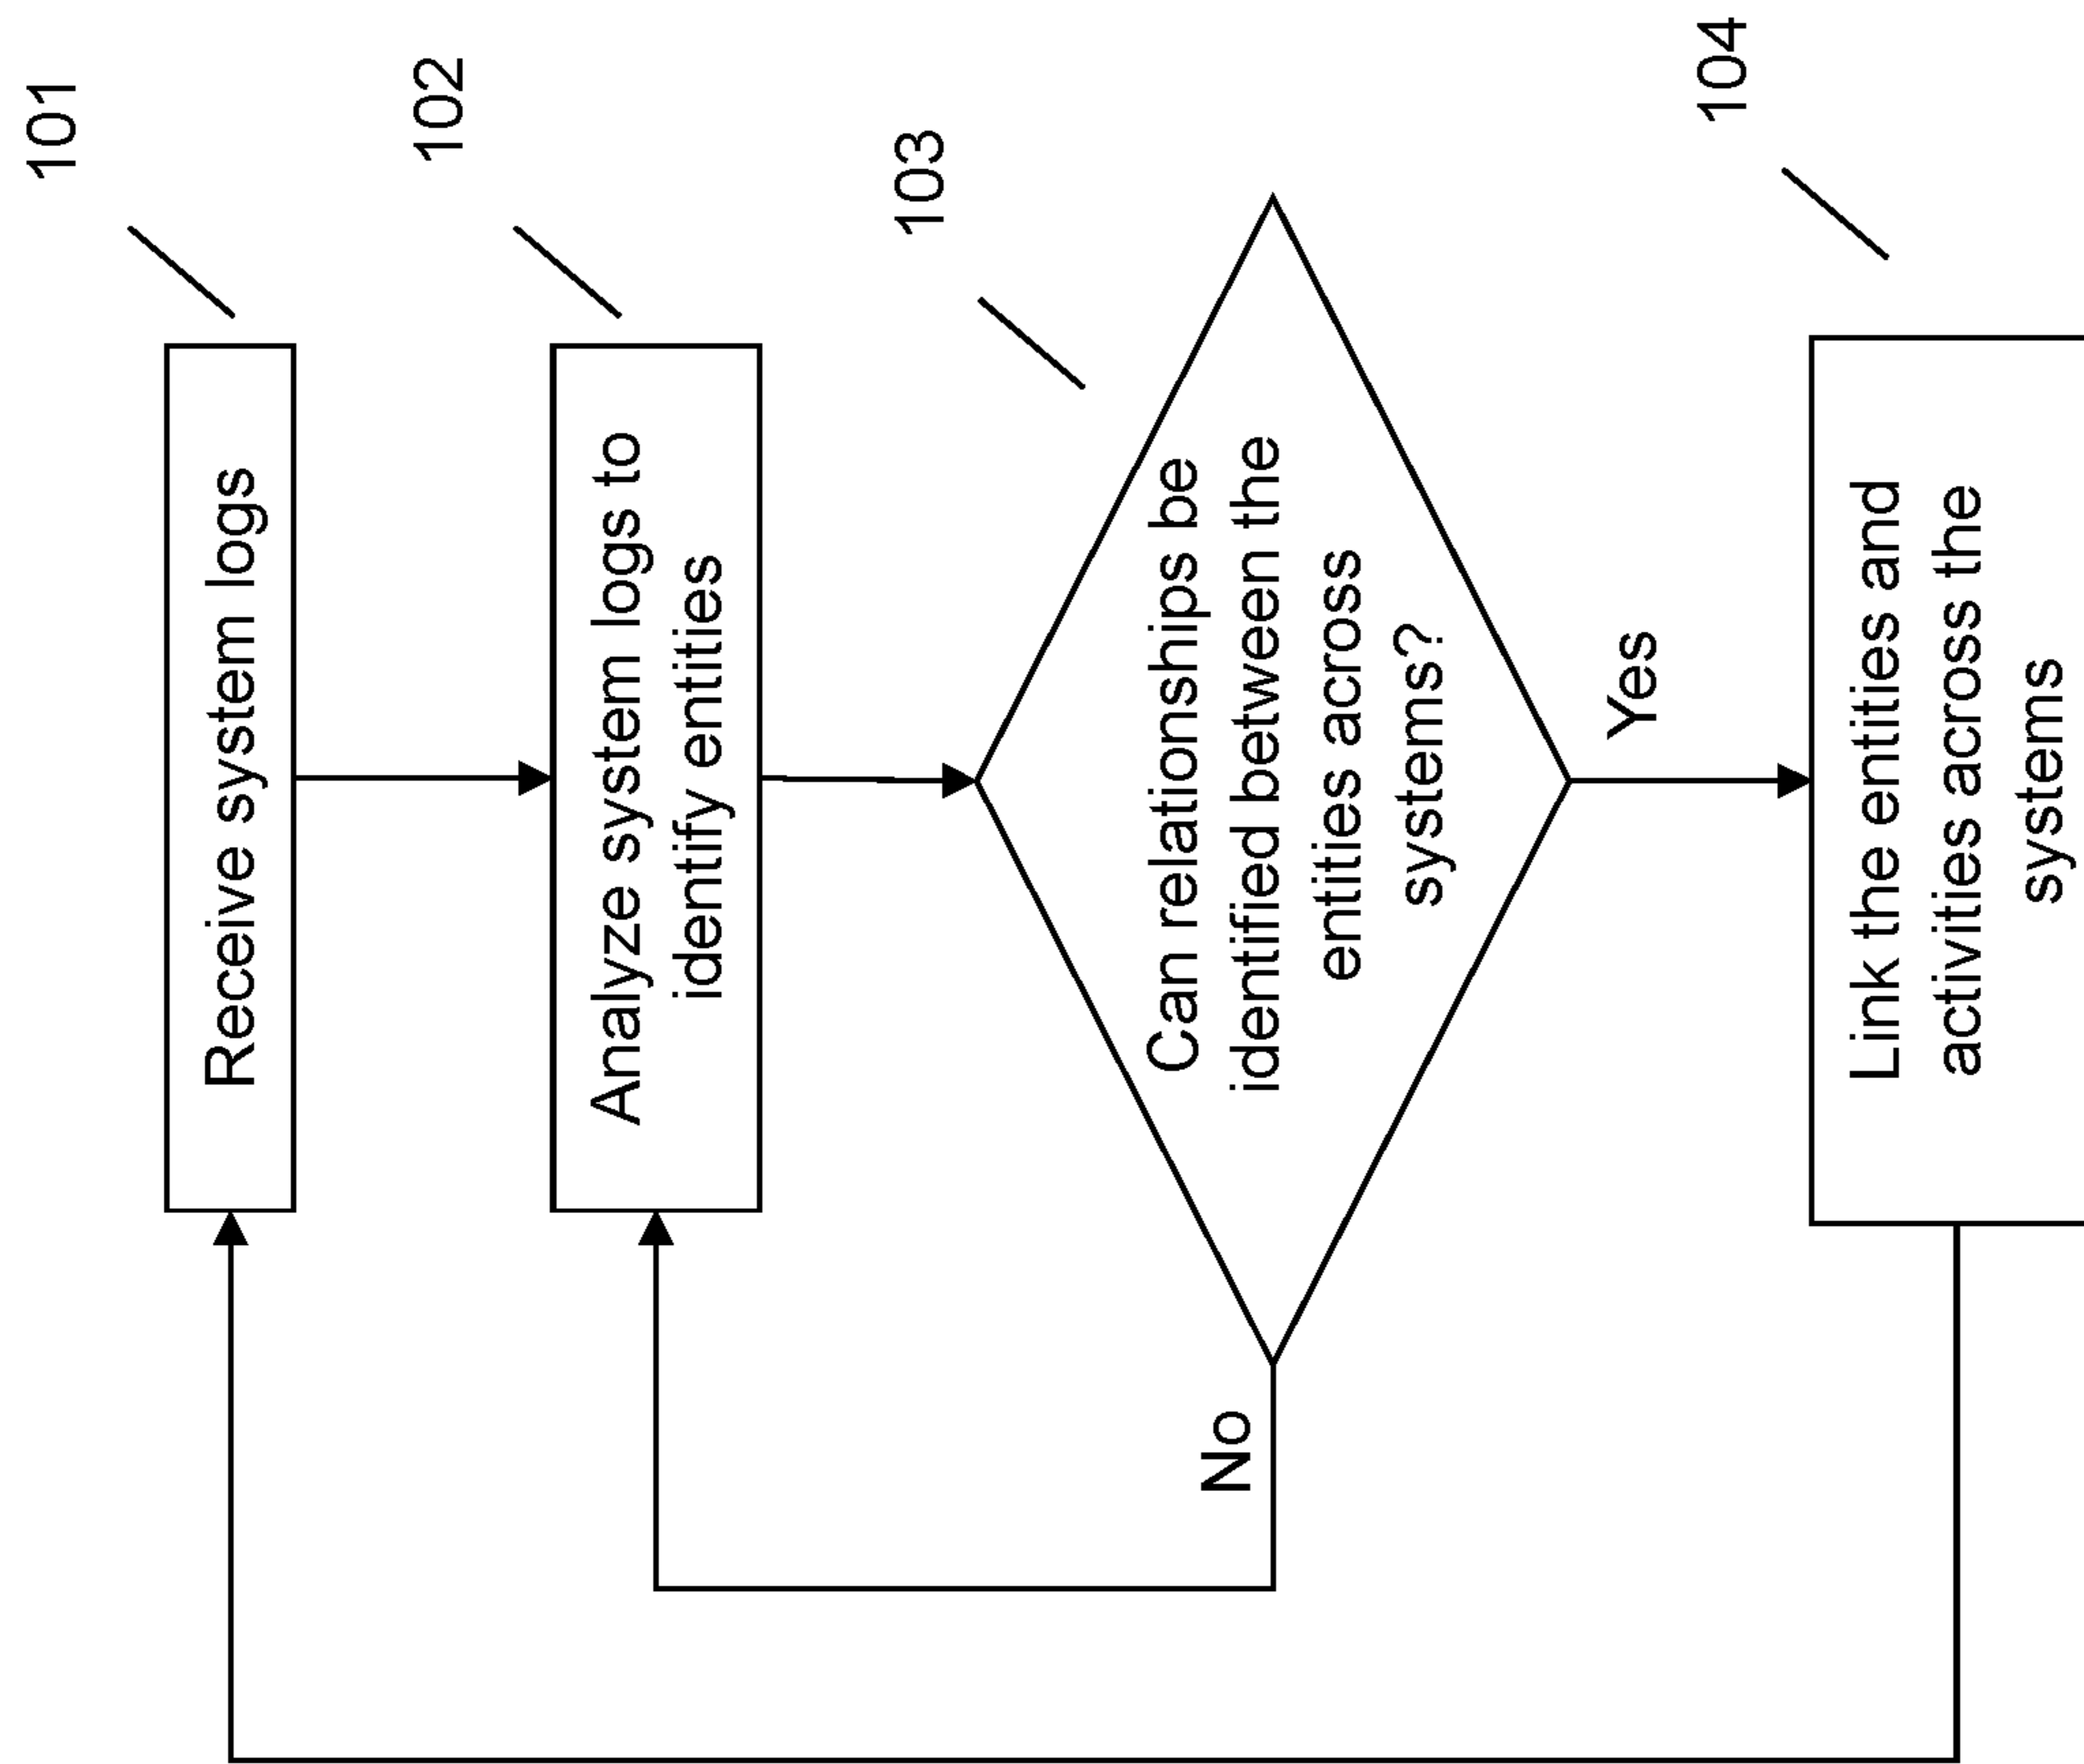 101
Receive system logs
102
Analyze system logs to
identify entities
103
Can relationships be
identified between the
entities across
systems?
No
Yes
104
Link the entities and
activities across the
systems